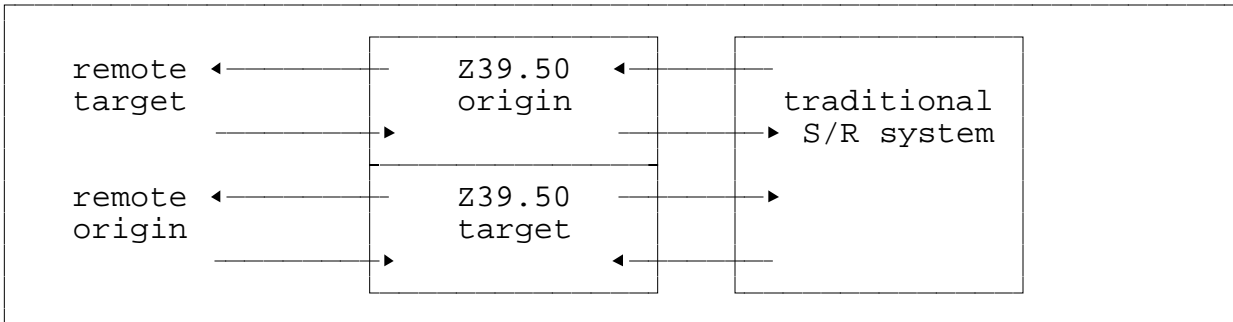 remote Z39.50
target origin traditional
S/R system
remote Z39.50
origin target